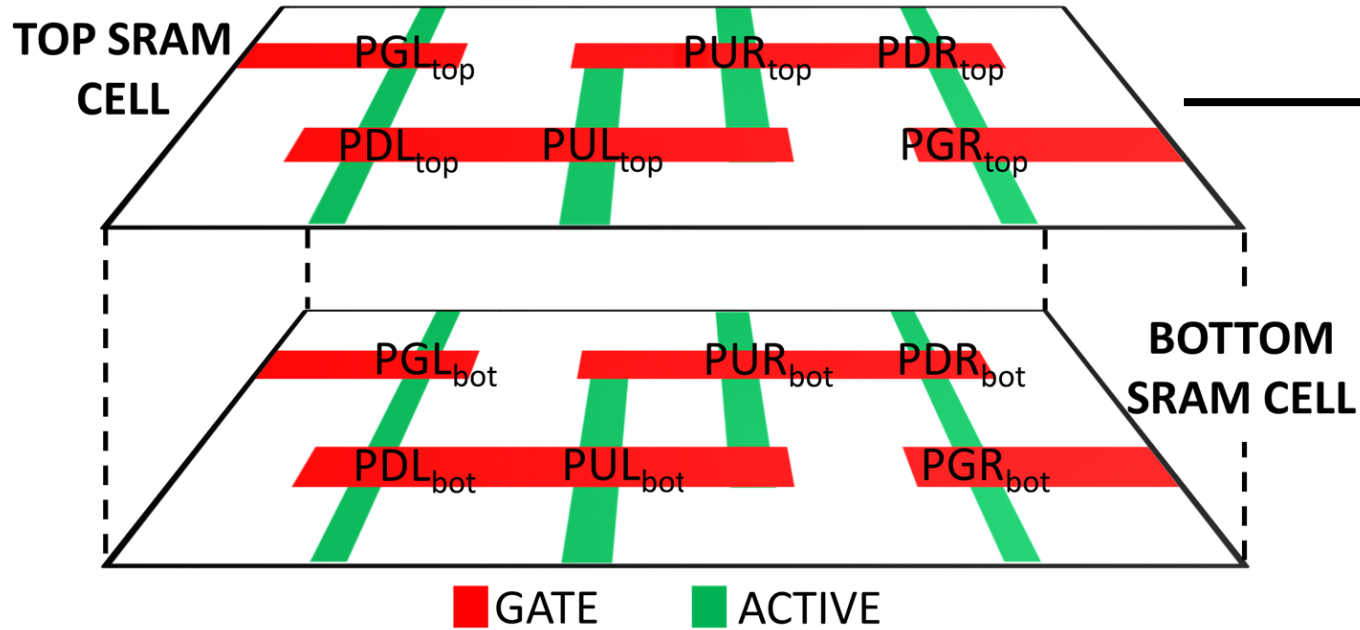 TOP SRAM
CELL
PGLtop
PURtop
PDRtop
PDLtop
PULtop
PGRtop
PGLbot
PURbot
PDRbot
BOTTOM
SRAM CELL
PDLbot
PULbot
PGRbot
GATE
ACTIVE